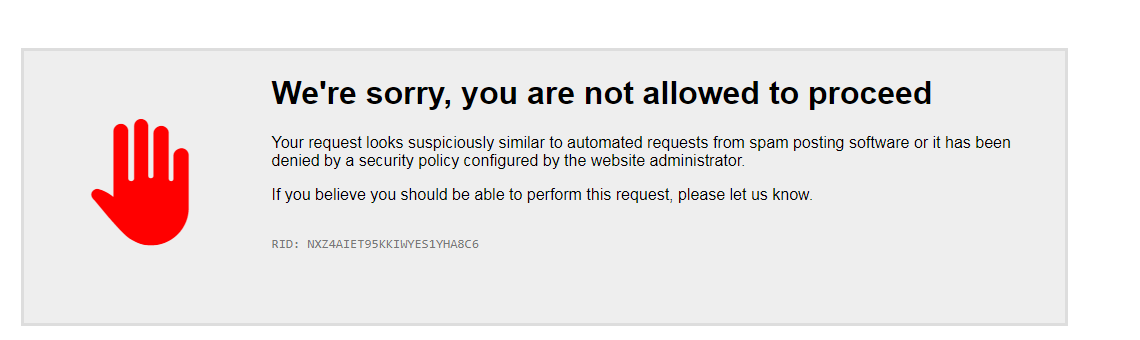 We're sorry, you are not allowed to proceed
Your request looks suspiciously similar to automated requests from spam posting software or it has been
denied by a security policy configured by the website administrator.
If you believe you should be able to perform this request, please let us know.
RID: NXZ4AIET95KKIWYES1YHA8C6